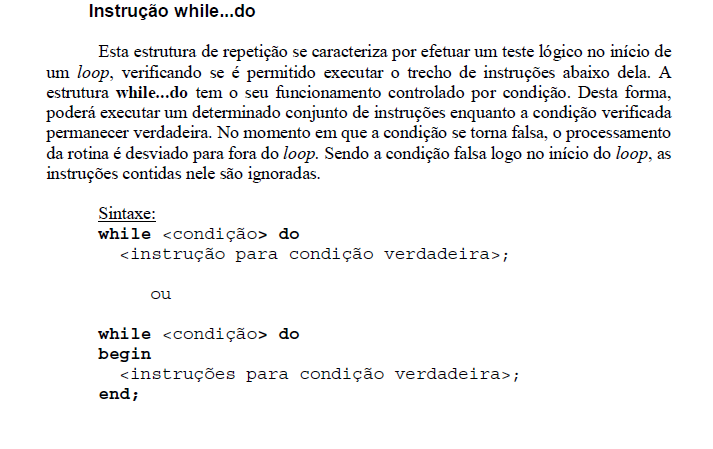 Instrução while...do
Esta estrutura de repetição se caracteriza por efetuar um teste lógico no início de
um loop, verificando se é permitido executar o trecho de instruções abaixo dela. A
estrutura while...do tem o seu funcionamento controlado por condição. Desta forma,
poderá executar um determinado conjunto de instruções enquanto a condição verificada
permanecer verdadeira. No momento em que a condição se torna falsa, o processamento
da rotina é desviado para fora do loop. Sendo a condição falsa logo no início do loop, as
instruções contidas nele são ignoradas.
Sintaxe:
while <condição> do
<instrução para condição verdadeira>;
ou
while <condição> do
begin
<instruções para condição verdadeira>;
end;